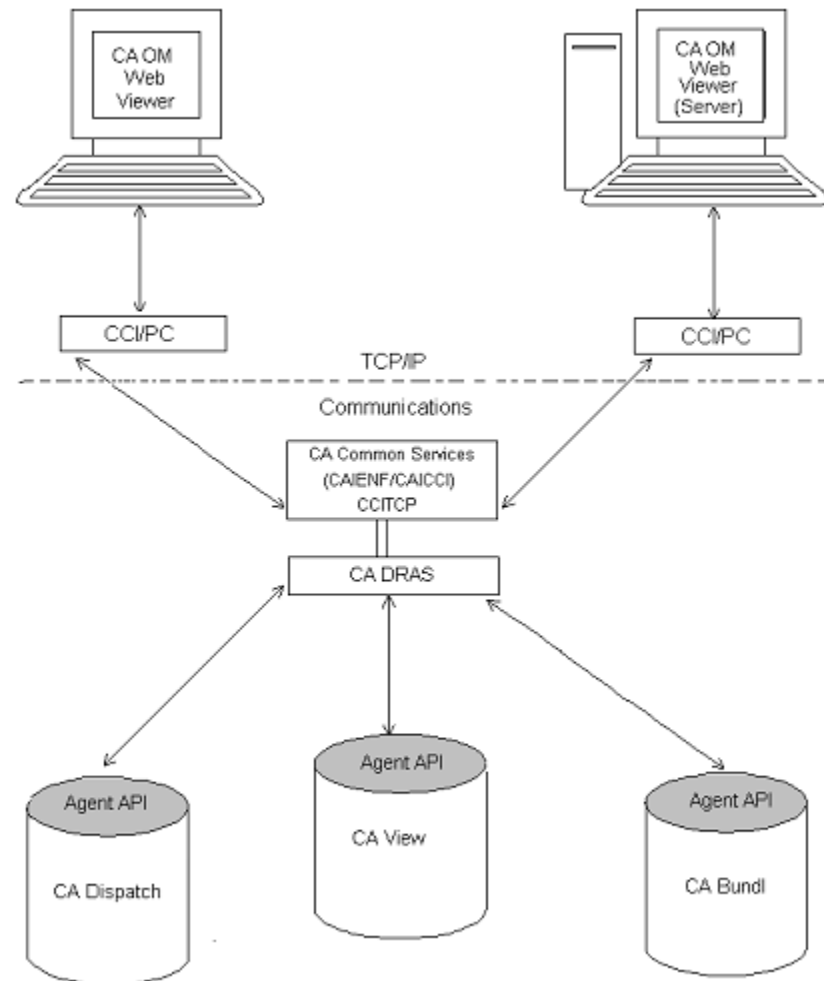 CA OM
Web
Viewer
CA OM
Web
Viewer
(Server)
CCI/PC
CCI/PC
TCP/IP
Communications
CA Common Services
(CAIENF/CAICCI)
CCITCP
CA DRAS
Agent API
CA Dispatch
Agent API
CA View
Agent API
CA Bundl